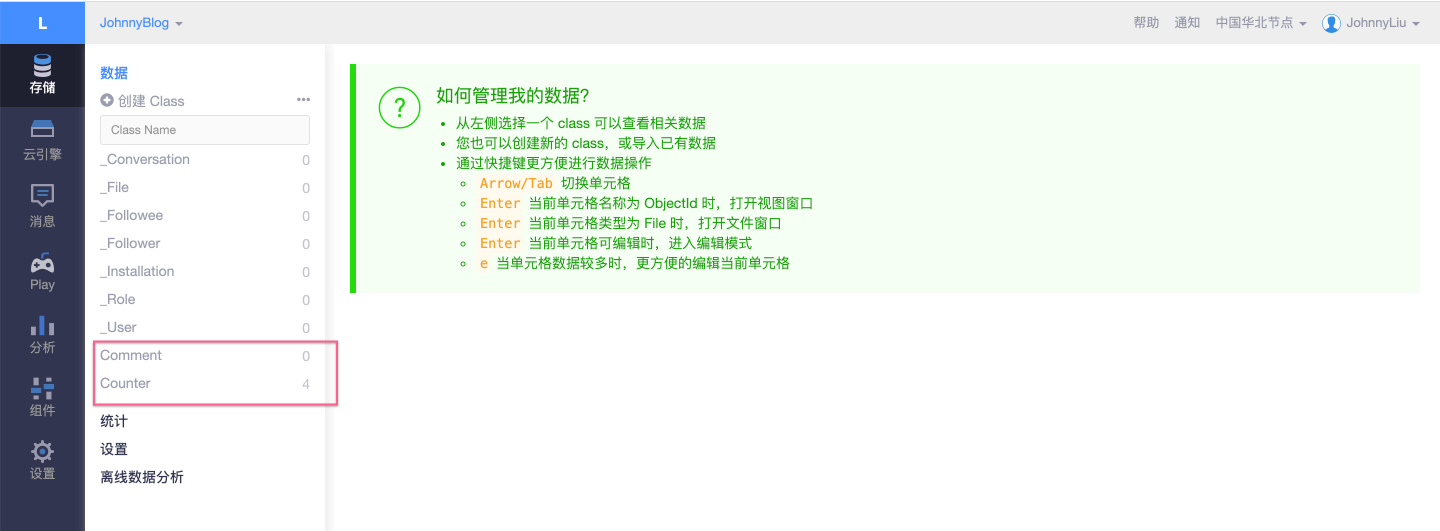 L
JohnnyBlog
帮助 通知 中国华北节点 JohnnyLiu
存储
云引擎
消息
Play
分析
组件
设置
数据
创建 Class
Class Name
_Conversation 0
_File 0
_Followee 0
_Follower 0
_Installation 0
_Role 0
_User 0
Comment 0
Counter 4
统计
设置
离线数据分析
?
如何管理我的数据?
从左侧选择一个 class 可以查看相关数据
您也可以创建新的 class，或导入已有数据
通过快捷键更方便进行数据操作
Arrow/Tab 切换单元格
Enter 当前单元格名称为 ObjectId 时，打开视图窗口
Enter 当前单元格类型为 File 时，打开文件窗口
Enter 当前单元格可编辑时，进入编辑模式
e 当单元格数据较多时，更方便的编辑当前单元格